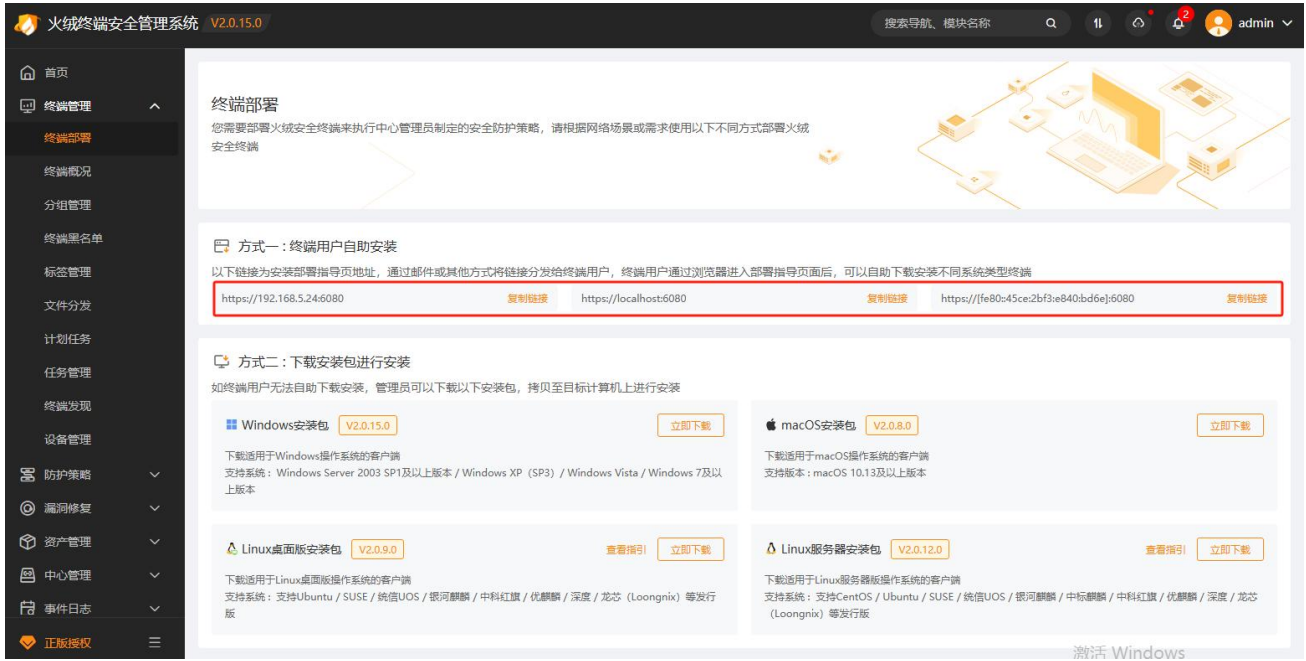 火绒终端安全管理系统 V2.0.15.0
搜索导航、模块名称
2
admin
首页
终端管理
终端部署
终端概况
分组管理
终端黑名单
标签管理
文件分发
计划任务
任务管理
终端发现
设备管理
防护策略
漏洞修复
资产管理
中心管理
事件日志
正版授权
终端部署
您需要部署火绒安全终端来执行中心管理员制定的安全防护策略，请根据网络场景或需求使用以下不同方式部署火绒
安全终端
方式一：终端用户自助安装
以下链接为安装部署指导页地址，通过邮件或其他方式将链接分发给终端用户，终端用户通过浏览器进入部署指导页面后，可以自助下载安装不同系统类型终端
https://192.168.5.24:6080 复制链接 https://localhost:6080 复制链接 https://[fe80::45ce:2bf3:e840:bd6e]:6080 复制链接
方式二：下载安装包进行安装
如终端用户无法自助下载安装，管理员可以下载以下安装包，拷贝至目标计算机上进行安装
Windows安装包 V2.0.15.0 立即下载
下载适用于Windows操作系统的客户端
支持系统：Windows Server 2003 SP1及以上版本 / Windows XP（SP3）/ Windows Vista / Windows 7及以
上版本
macOS安装包 V2.0.8.0 立即下载
下载适用于macOS操作系统的客户端
支持版本：macOS 10.13及以上版本
Linux桌面版安装包 V2.0.9.0 查看指引 立即下载
下载适用于Linux桌面版操作系统的客户端
支持系统：支持Ubuntu / SUSE / 统信UOS / 银河麒麟 / 中科红旗 / 优麒麟 / 深度 / 龙芯（Loongnix）等发行
版
Linux服务器安装包 V2.0.12.0 查看指引 立即下载
下载适用于Linux服务器版操作系统的客户端
支持系统：支持CentOS / Ubuntu / SUSE / 统信UOS / 银河麒麟 / 中标麒麟 / 中科红旗 / 优麒麟 / 深度 / 龙芯
（Loongnix）等发行版
激活 Windows